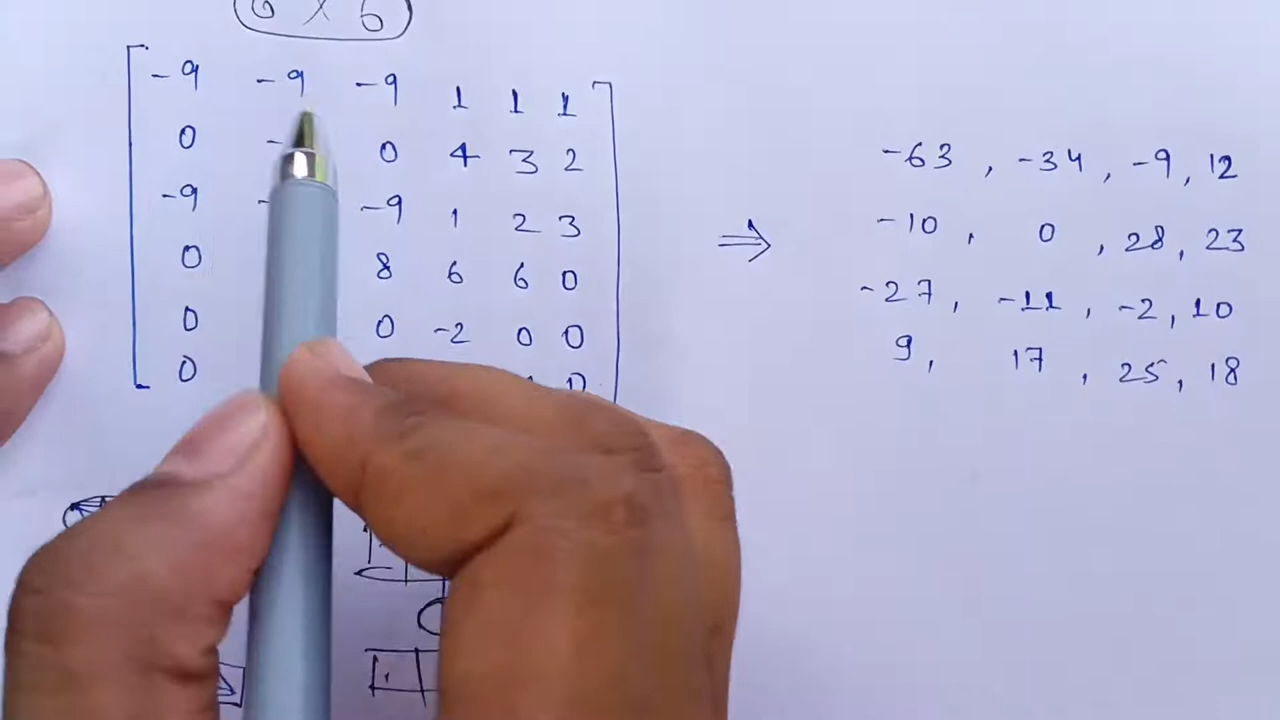 6 × 6
-9 -9 -9 1 1 1
0 - 0 4 3 2
-9 - -9 1 2 3
0 8 6 6 0
0 0 -2 0 0
0 0
⇒
-63 , -34 , -9 , 12
-10 , 0 , 28 , 23
-27 , -11 , -2 , 10
9 , 17 , 25 , 18